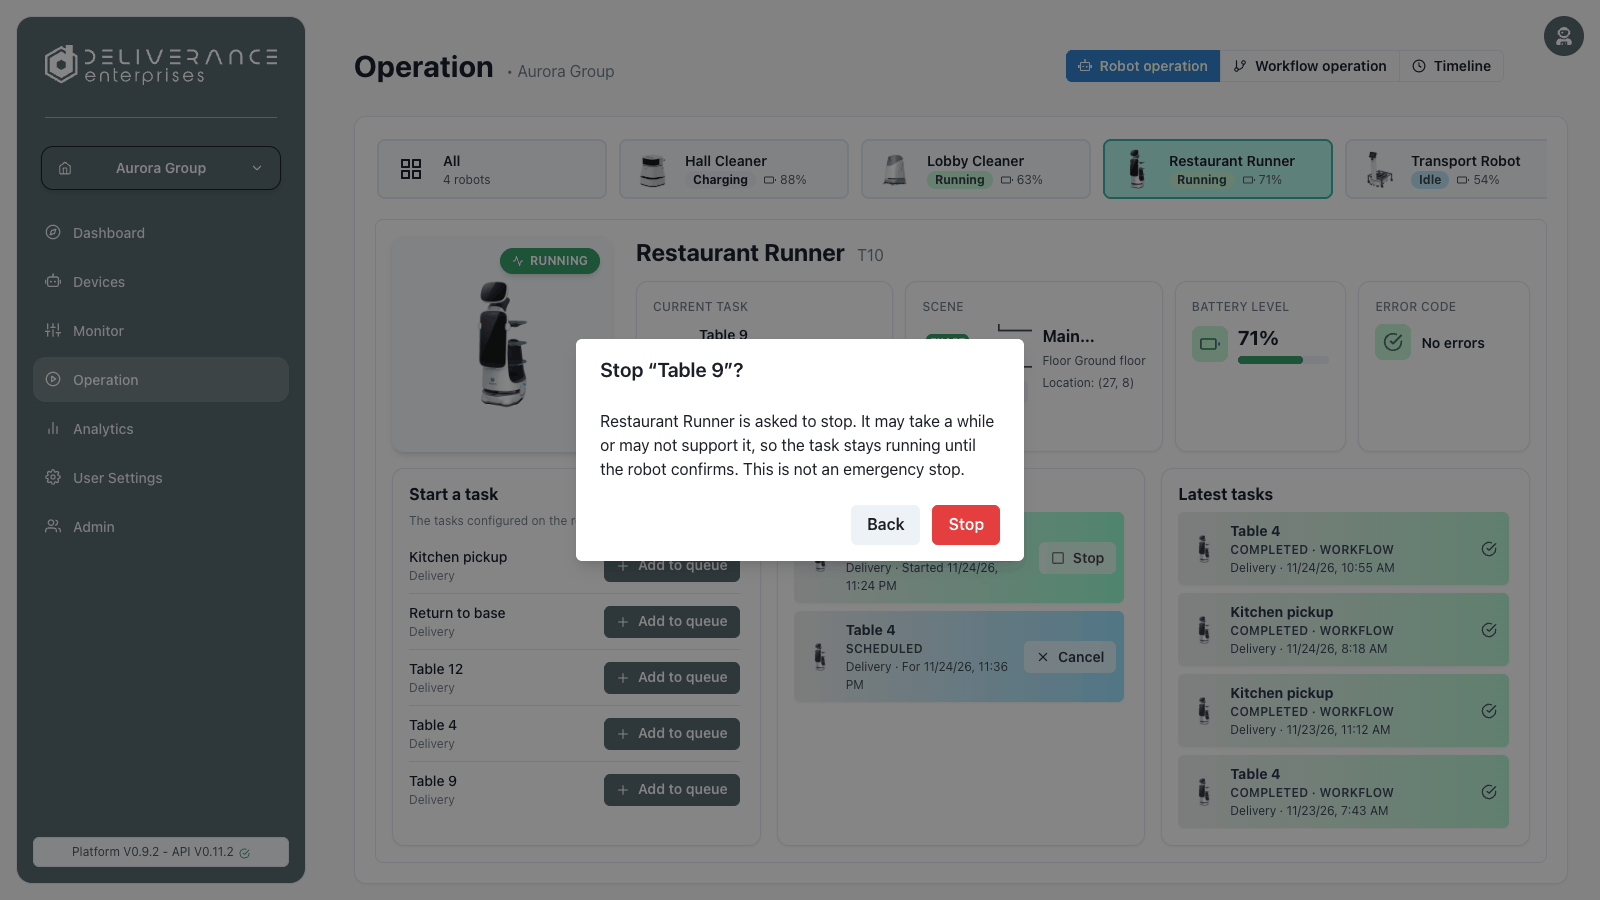 DELIVERANCE
enterprises
Aurora Group
Dashboard
Devices
Monitor
Operation
Analytics
User Settings
Admin
Platform V0.9.2 - API V0.11.2
Operation • Aurora Group
Robot operation
Workflow operation
Timeline
All
4 robots
Hall Cleaner
Charging 88%
Lobby Cleaner
Running 63%
Restaurant Runner
Running 71%
Transport Robot
Idle 54%
RUNNING
Restaurant Runner T10
CURRENT TASK
Table 9
SCENE
Main...
Floor Ground floor
Location: (27, 8)
BATTERY LEVEL
71%
ERROR CODE
No errors
Stop “Table 9”?
Restaurant Runner is asked to stop. It may take a while
or may not support it, so the task stays running until
the robot confirms. This is not an emergency stop.
Back
Stop
Start a task
The tasks configured on the
Kitchen pickup
Delivery
Add to queue
Return to base
Delivery
Add to queue
Table 12
Delivery
Add to queue
Table 4
Delivery
Add to queue
Table 9
Delivery
Add to queue
Delivery · Started 11/24/26,
11:24 PM
Stop
Table 4
SCHEDULED
Delivery · For 11/24/26, 11:36
PM
Cancel
Latest tasks
Table 4
COMPLETED · WORKFLOW
Delivery · 11/24/26, 10:55 AM
Kitchen pickup
COMPLETED · WORKFLOW
Delivery · 11/24/26, 8:18 AM
Kitchen pickup
COMPLETED · WORKFLOW
Delivery · 11/23/26, 11:12 AM
Table 4
COMPLETED · WORKFLOW
Delivery · 11/23/26, 7:43 AM